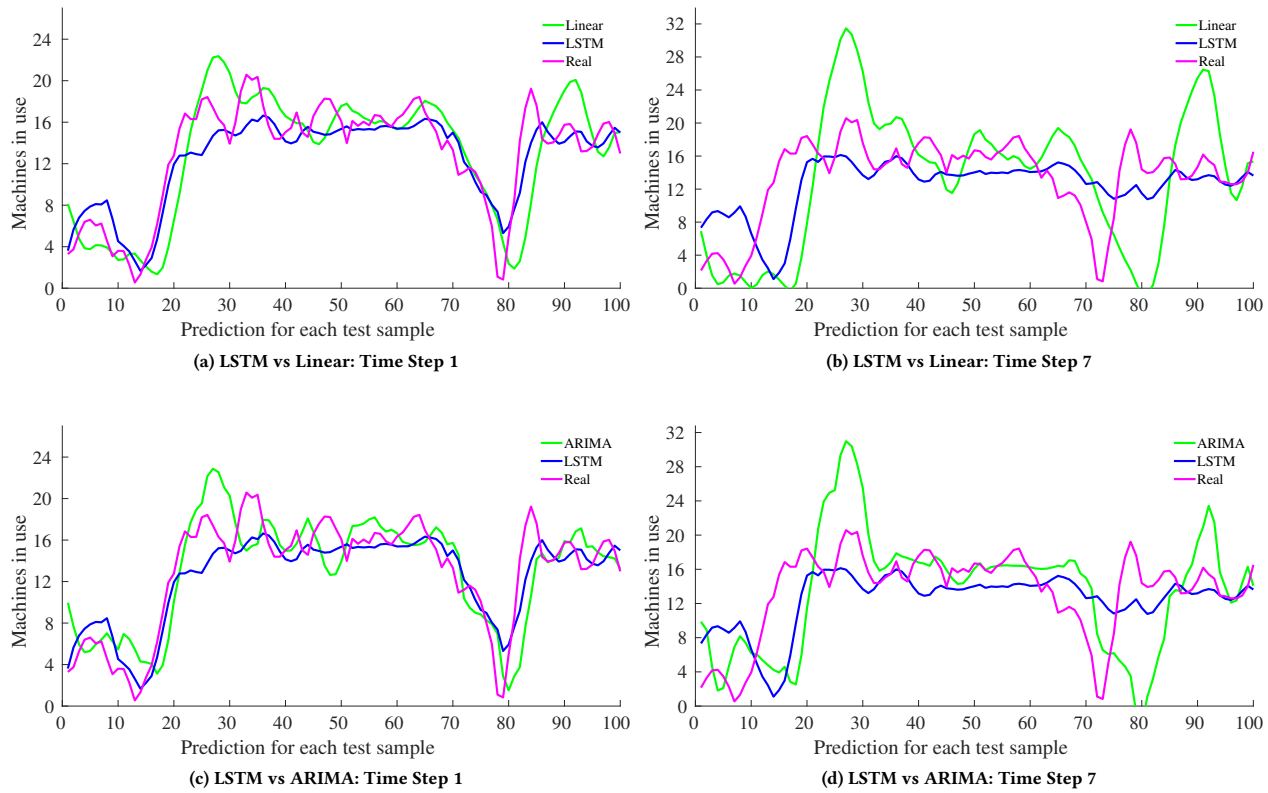 24
20
16
12
8
4
0
Machines in use
Linear
LSTM
Real
0 10 20 30 40 50 60 70 80 90 100
Prediction for each test sample
(a) LSTM vs Linear: Time Step 1
32
28
24
20
16
12
8
4
0
Machines in use
Linear
LSTM
Real
0 10 20 30 40 50 60 70 80 90 100
Prediction for each test sample
(b) LSTM vs Linear: Time Step 7
24
20
16
12
8
4
0
Machines in use
ARIMA
LSTM
Real
0 10 20 30 40 50 60 70 80 90 100
Prediction for each test sample
(c) LSTM vs ARIMA: Time Step 1
32
28
24
20
16
12
8
4
0
Machines in use
ARIMA
LSTM
Real
0 10 20 30 40 50 60 70 80 90 100
Prediction for each test sample
(d) LSTM vs ARIMA: Time Step 7